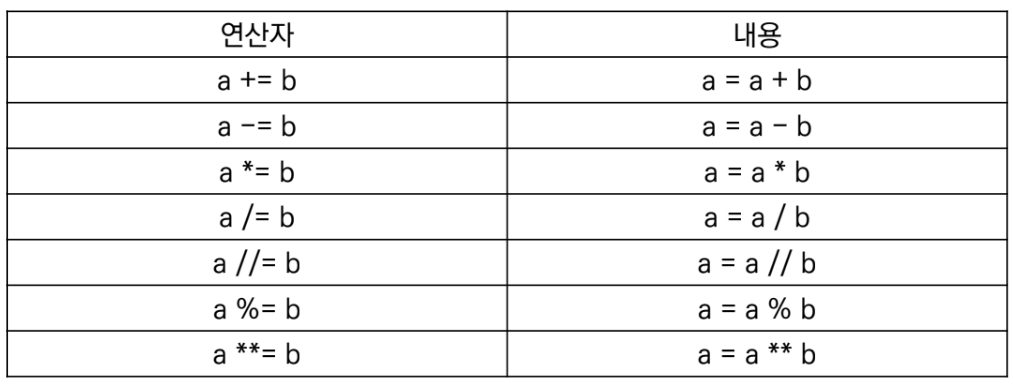 연산자 내용
a += b a = a + b
a -= b a = a - b
a *= b a = a * b
a /= b a = a / b
a //= b a = a // b
a %= b a = a % b
a **= b a = a ** b